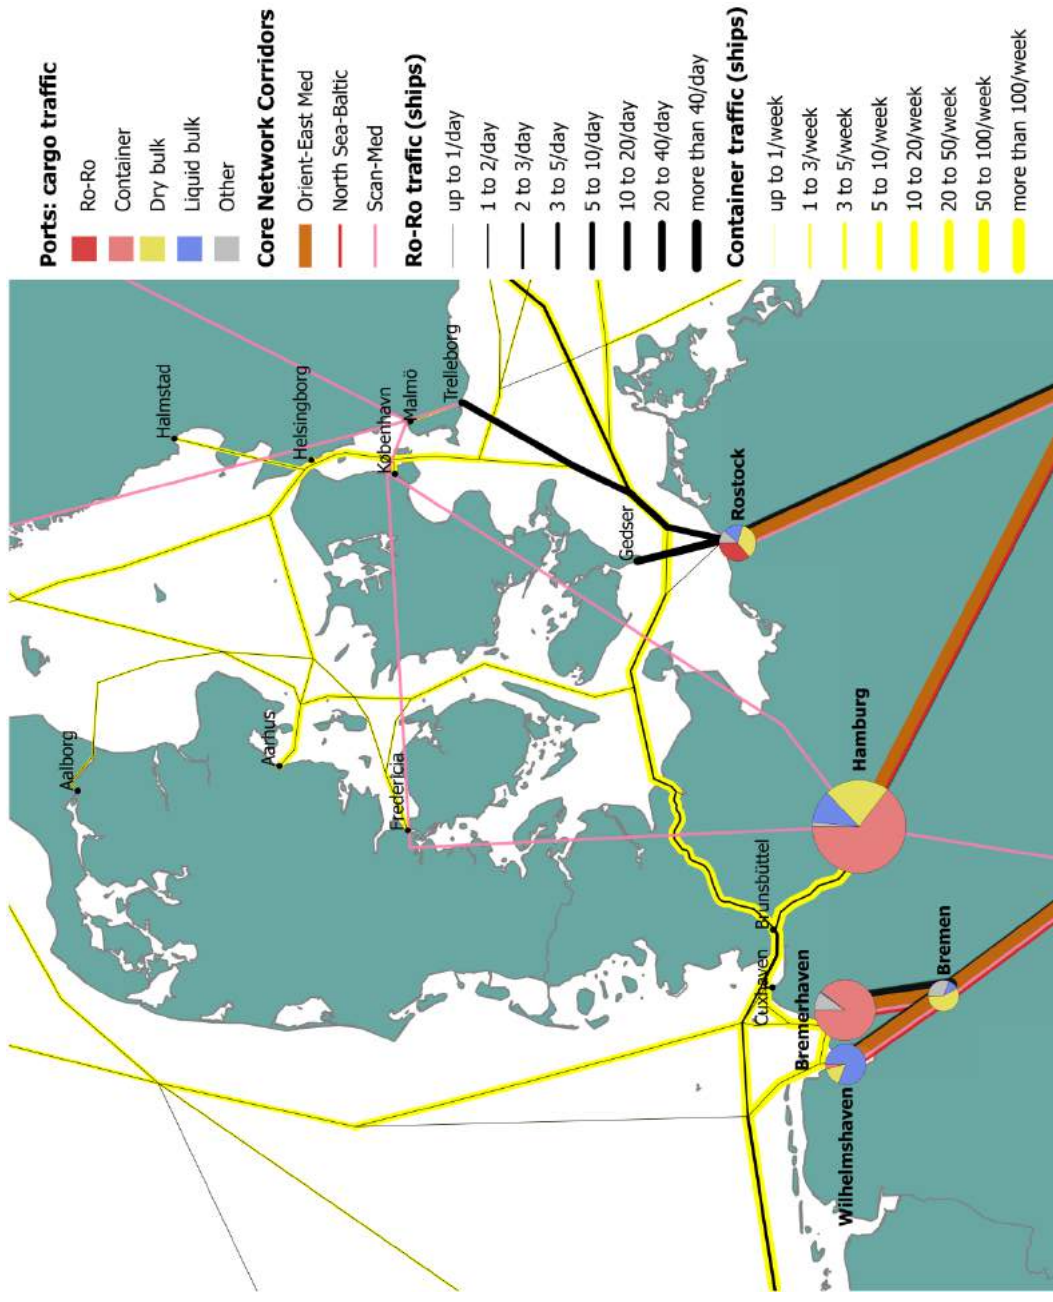 Ports: cargo traffic
Ro-Ro
Container
Dry bulk
Liquid bulk
Other
Core Network Corridors
Orient-East Med
North Sea-Baltic
Scan-Med
Ro-Ro trafic (ships)
up to 1/day
1 to 2/day
2 to 3/day
3 to 5/day
5 to 10/day
10 to 20/day
20 to 40/day
more than 40/day
Container traffic (ships)
up to 1/week
1 to 3/week
3 to 5/week
5 to 10/week
10 to 20/week
20 to 50/week
50 to 100/week
more than 100/week
Aalborg
Halmstad
Aarhus
Helsingborg
Fredericia
København
Malmö
Trelleborg
Gedser
Rostock
Brunsbüttel
Cuxhaven
Hamburg
Bremerhaven
Wilhelmshaven
Bremen